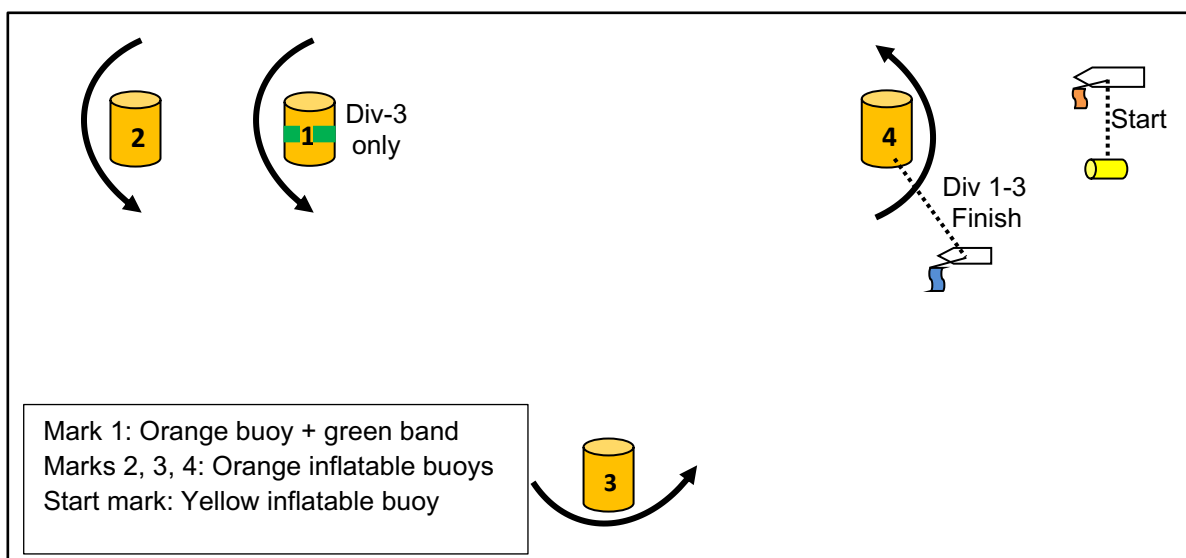 2
1
Div-3
only
4
Start
Div 1-3
Finish
Mark 1: Orange buoy + green band
Marks 2, 3, 4: Orange inflatable buoys
Start mark: Yellow inflatable buoy
3